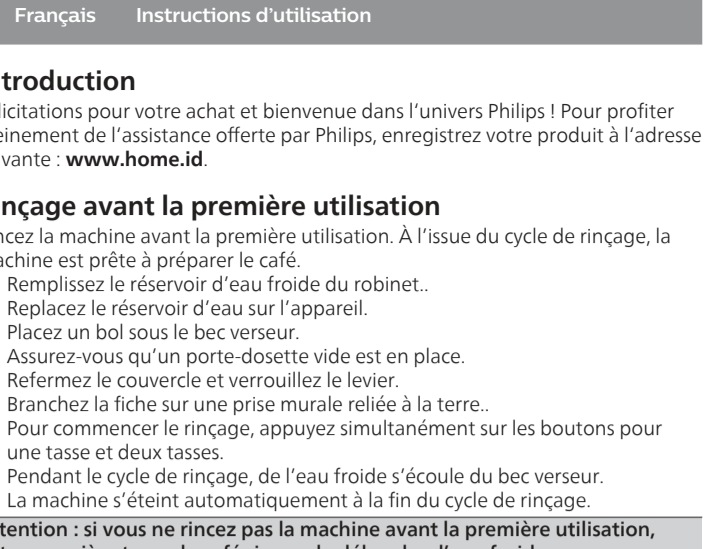 Français Instructions d'utilisation
troduction
licitations pour votre achat et bienvenue dans l'univers Philips ! Pour profiter
einement de l'assistance offerte par Philips, enregistrez votre produit à l'adresse
vante : www.home.id.
nçage avant la première utilisation
ncez la machine avant la première utilisation. À l'issue du cycle de rinçage, la
achine est prête à préparer le café.
Remplissez le réservoir d'eau froide du robinet..
Replacez le réservoir d'eau sur l'appareil.
Placez un bol sous le bec verseur.
Assurez-vous qu'un porte-dosette vide est en place.
Refermez le couvercle et verrouillez le levier.
Branchez la fiche sur une prise murale reliée à la terre..
Pour commencer le rinçage, appuyez simultanément sur les boutons pour
une tasse et deux tasses.
Pendant le cycle de rinçage, de l'eau froide s'écoule du bec verseur.
La machine s'éteint automatiquement à la fin du cycle de rinçage.
tention : si vous ne rincez pas la machine avant la première utilisation,